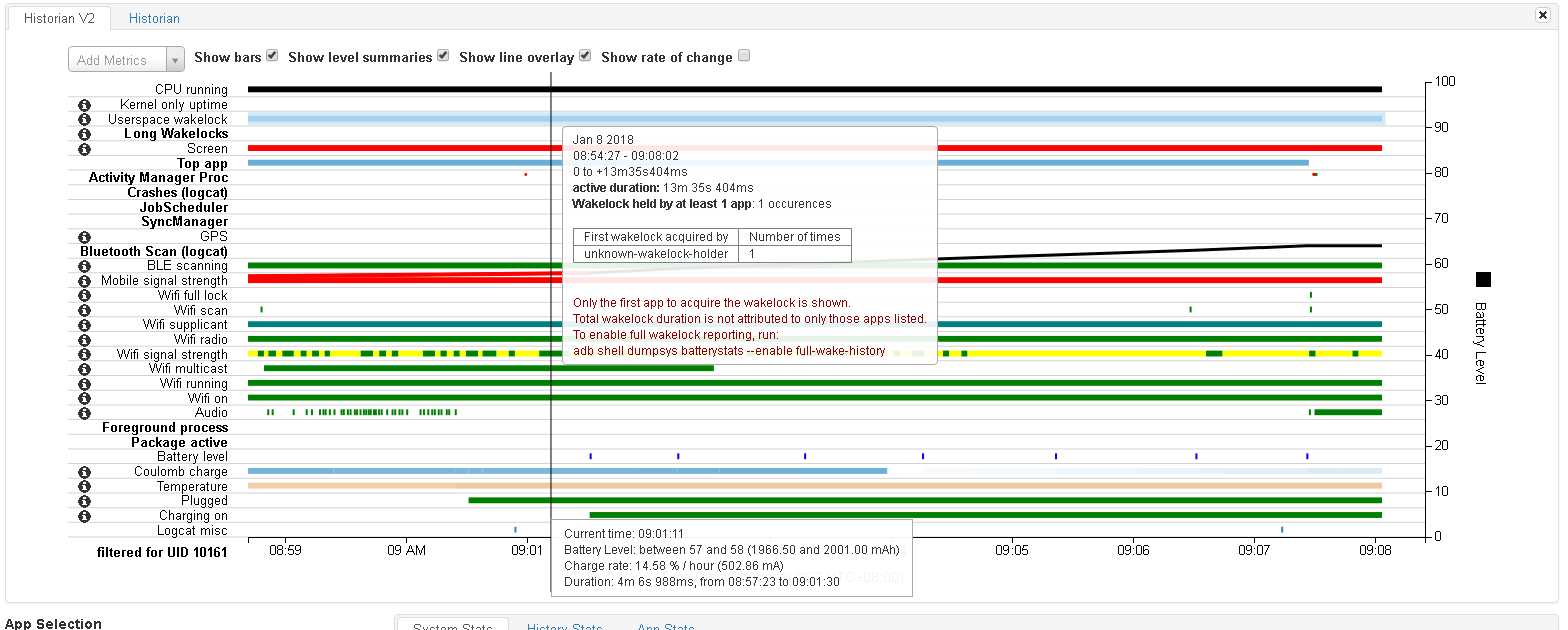 Historian V2
Historian
Add Metrics
Show bars
Show level summaries
Show line overlay
Show rate of change
CPU running
Kernel only uptime
Userspace wakelock
Long Wakelocks
Screen
Top app
Activity Manager Proc
Crashes (logcat)
JobScheduler
SyncManager
GPS
Bluetooth Scan (logcat)
BLE scanning
Mobile signal strength
Wifi full lock
Wifi scan
Wifi supplicant
Wifi radio
Wifi signal strength
Wifi multicast
Wifi running
Wifi on
Audio
Foreground process
Package active
Battery level
Coulomb charge
Temperature
Plugged
Charging on
Logcat misc
filtered for UID 10161
Jan 8 2018
08:54:27 - 09:08:02
0 to +13m35s404ms
active duration: 13m 35s 404ms
Wakelock held by at least 1 app: 1 occurences
First wakelock acquired by Number of times
unknown-wakelock-holder 1
Only the first app to acquire the wakelock is shown.
Total wakelock duration is not attributed to only those apps listed.
To enable full wakelock reporting, run:
adb shell dumpsys batterystats --enable full-wake-history
100
90
80
70
60
50
40
30
20
10
0
Battery Level
08:59
09 AM
09:01
09:05
09:06
09:07
09:08
Current time: 09:01:11
Battery Level: between 57 and 58 (1966.50 and 2001.00 mAh)
Charge rate: 14.58 % / hour (502.86 mA)
Duration: 4m 6s 988ms, from 08:57:23 to 09:01:30
UTC+08:00)
App Selection
System Stats
History Stats
App Stats